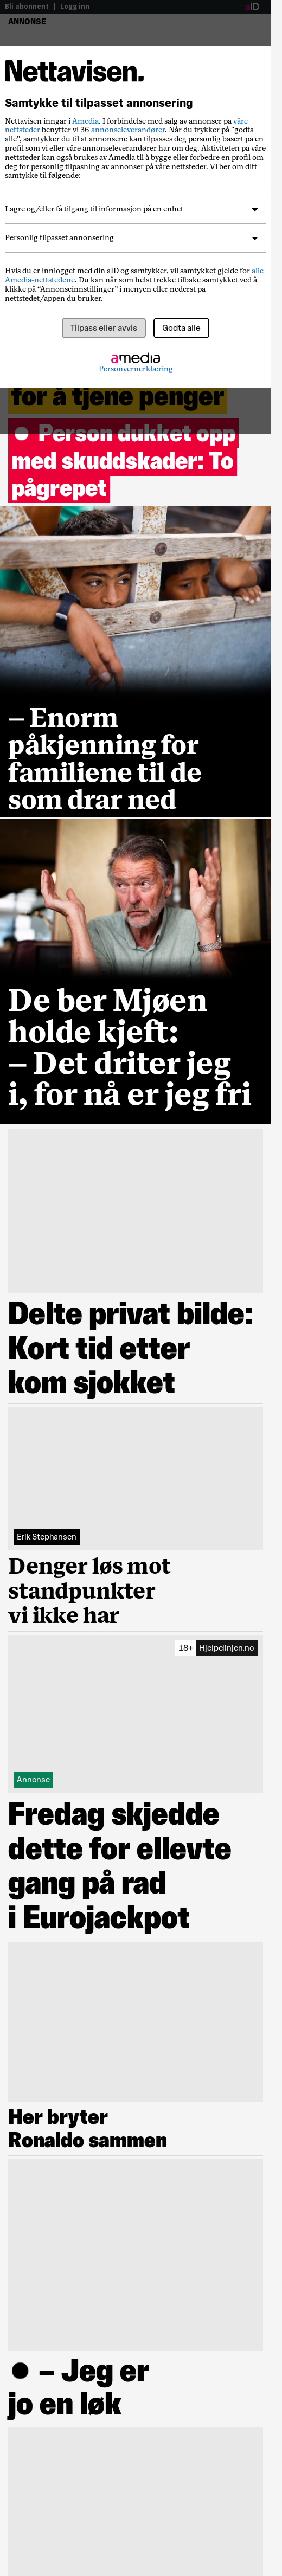 Bli abonnent | Logg inn
aID
ANNONSE
Nettavisen.
Samtykke til tilpasset annonsering
Nettavisen inngår i Amedia. I forbindelse med salg av annonser på våre
nettsteder benytter vi 36 annonseleverandører. Når du trykker på "godta
alle", samtykker du til at annonsene kan tilpasses deg personlig basert på en
profil som vi eller våre annonseleverandører har om deg. Aktiviteten på våre
nettsteder kan også brukes av Amedia til å bygge eller forbedre en profil om
deg for personlig tilpasning av annonser på våre nettsteder. Vi ber om ditt
samtykke til følgende:
Lagre og/eller få tilgang til informasjon på en enhet
Personlig tilpasset annonsering
Hvis du er innlogget med din aID og samtykker, vil samtykket gjelde for alle
Amedia-nettstedene. Du kan når som helst trekke tilbake samtykket ved å
klikke på “Annonseinnstillinger” i menyen eller nederst på
nettstedet/appen du bruker.
Tilpass eller avvis
Godta alle
amedia
Personvernerklæring
for å tjene penger
● Person dukket opp
med skuddskader: To
pågrepet
– Enorm
påkjenning for
familiene til de
som drar ned
De ber Mjøen
holde kjeft:
– Det driter jeg
i, for nå er jeg fri
+
Delte privat bilde:
Kort tid etter
kom sjokket
Erik Stephansen
Denger løs mot
standpunkter
vi ikke har
18+ Hjelpelinjen.no
Annonse
Fredag skjedde
dette for ellevte
gang på rad
i Eurojackpot
Her bryter
Ronaldo sammen
● – Jeg er
jo en løk